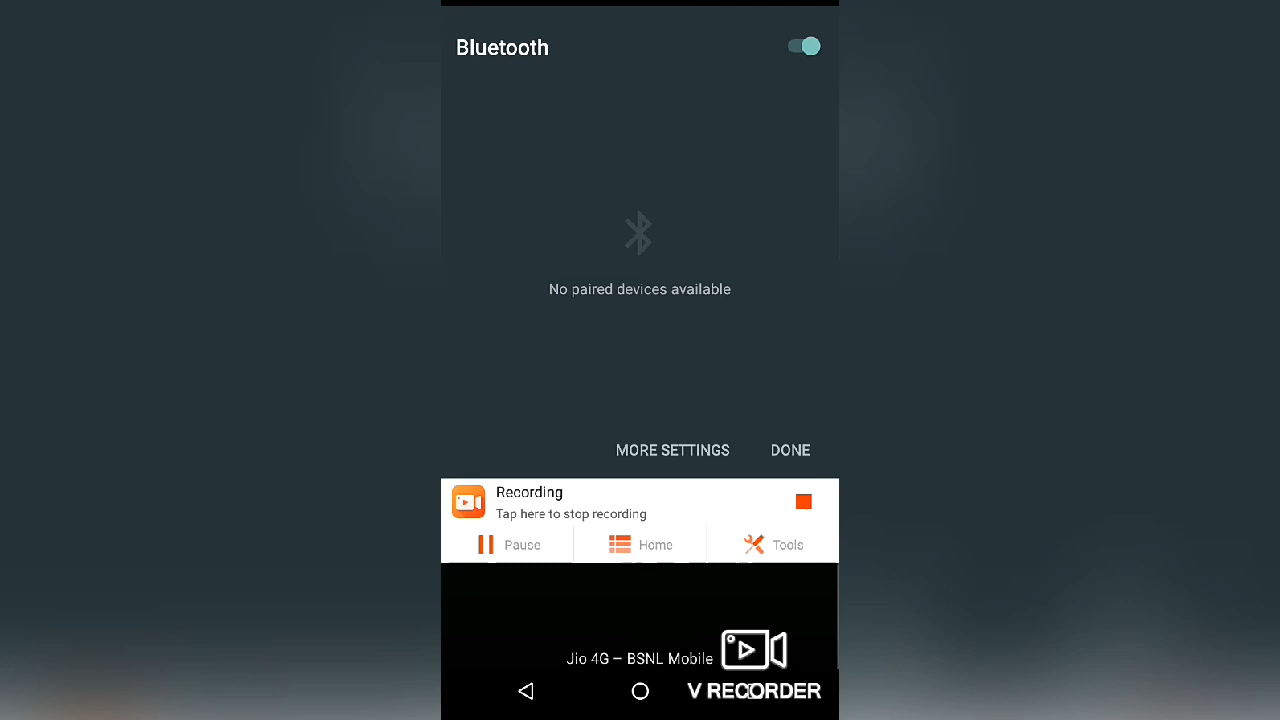 Bluetooth
No paired devices available
MORE SETTINGS DONE
Recording
Tap here to stop recording
Pause Home Tools
Jio 4G – BSNL Mobile
V RECORDER